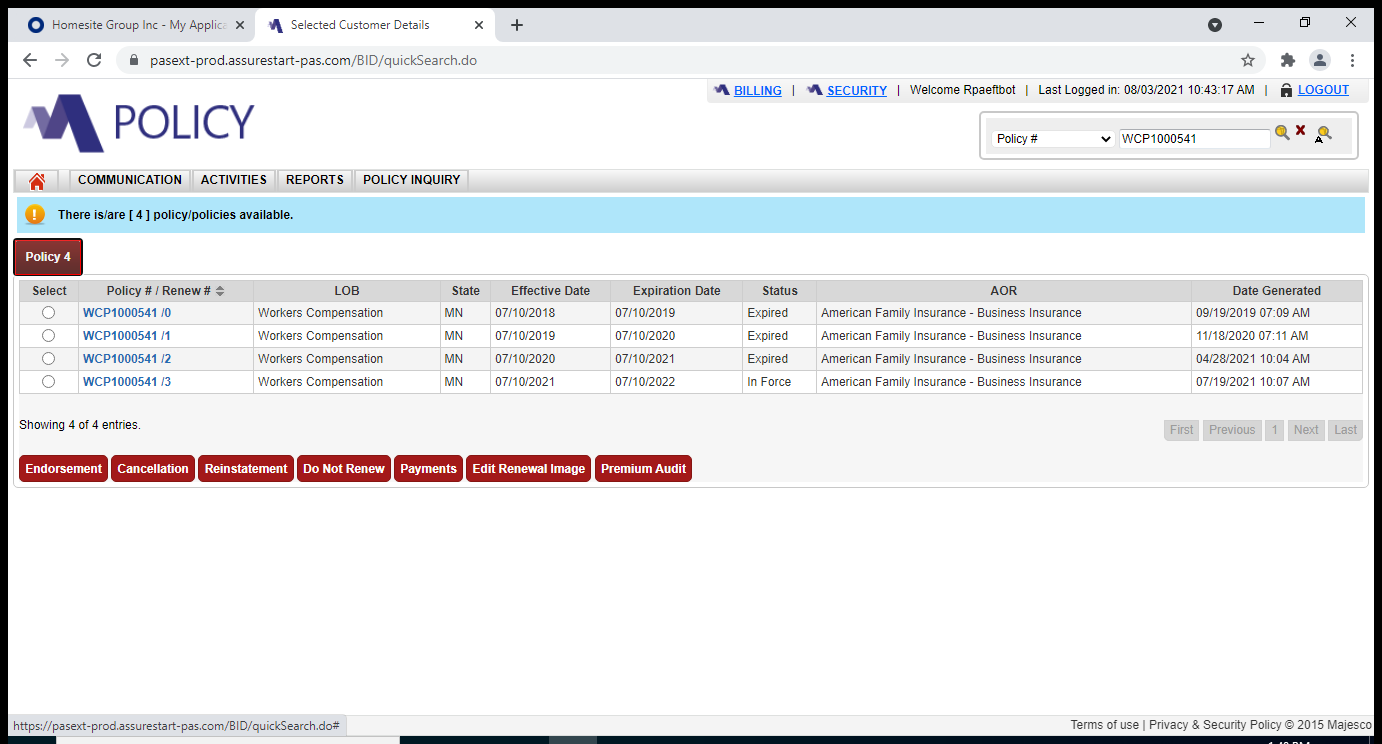 Homesite Group Inc - My Applica
Selected Customer Details
pasext-prod.assurestart-pas.com/BID/quickSearch.do
BILLING | SECURITY | Welcome Rpaeftbot | Last Logged in: 08/03/2021 10:43:17 AM | LOGOUT
POLICY
Policy # WCP1000541
COMMUNICATION ACTIVITIES REPORTS POLICY INQUIRY
There is/are [ 4 ] policy/policies available.
Policy 4
Select Policy # / Renew # LOB State Effective Date Expiration Date Status AOR Date Generated
WCP1000541 /0 Workers Compensation MN 07/10/2018 07/10/2019 Expired American Family Insurance - Business Insurance 09/19/2019 07:09 AM
WCP1000541 /1 Workers Compensation MN 07/10/2019 07/10/2020 Expired American Family Insurance - Business Insurance 11/18/2020 07:11 AM
WCP1000541 /2 Workers Compensation MN 07/10/2020 07/10/2021 Expired American Family Insurance - Business Insurance 04/28/2021 10:04 AM
WCP1000541 /3 Workers Compensation MN 07/10/2021 07/10/2022 In Force American Family Insurance - Business Insurance 07/19/2021 10:07 AM
Showing 4 of 4 entries.
First Previous 1 Next Last
Endorsement Cancellation Reinstatement Do Not Renew Payments Edit Renewal Image Premium Audit
https://pasext-prod.assurestart-pas.com/BID/quickSearch.do#
Terms of use | Privacy & Security Policy © 2015 Majesco